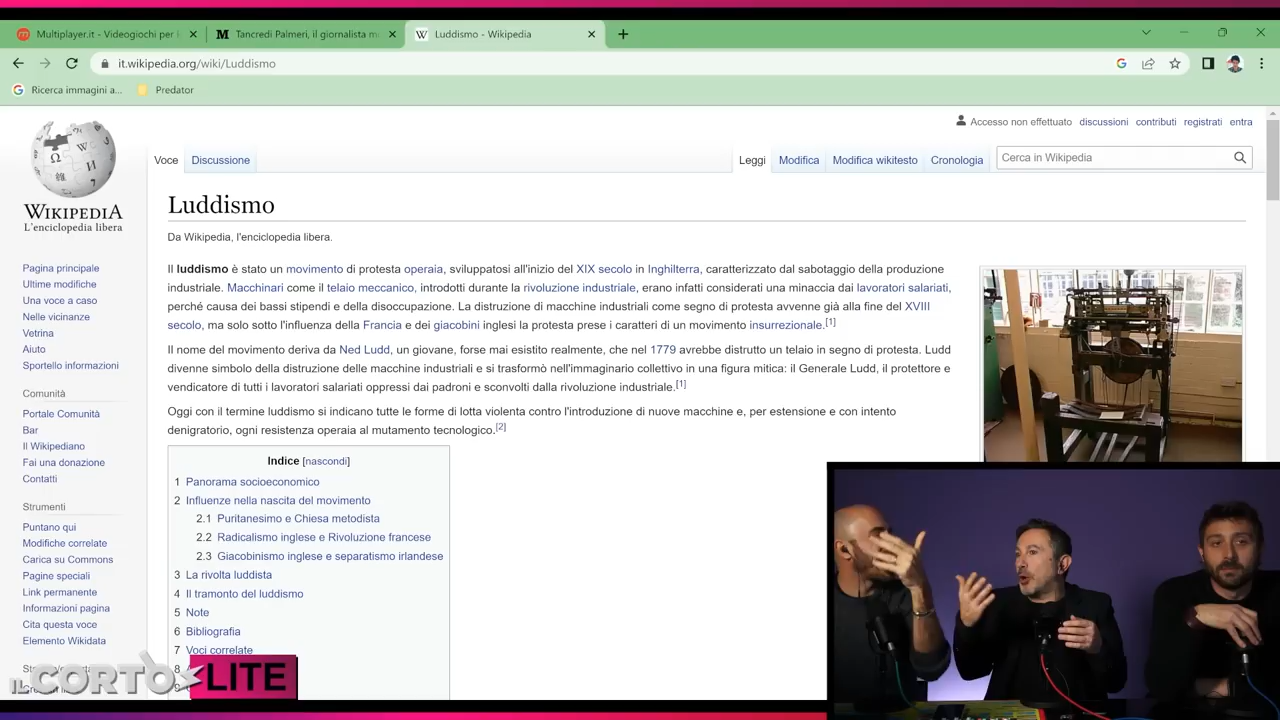 Multiplayer.it - Videogiochi per
Tancredi Palmeri, il giornalista m
Luddismo - Wikipedia
it.wikipedia.org/wiki/Luddismo
Ricerca immagini a...
Predator
Accesso non effettuato discussioni contributi registrati entra
Voce Discussione Leggi Modifica Modifica wikitesto Cronologia Cerca in Wikipedia
WIKIPEDIA
L'enciclopedia libera
Luddismo
Da Wikipedia, l'enciclopedia libera.
Il luddismo è stato un movimento di protesta operaia, sviluppatosi all'inizio del XIX secolo in Inghilterra, caratterizzato dal sabotaggio della produzione
industriale. Macchinari come il telaio meccanico, introdotti durante la rivoluzione industriale, erano infatti considerati una minaccia dai lavoratori salariati,
perché causa dei bassi stipendi e della disoccupazione. La distruzione di macchine industriali come segno di protesta avvenne già alla fine del XVIII
secolo, ma solo sotto l'influenza della Francia e dei giacobini inglesi la protesta prese i caratteri di un movimento insurrezionale.[1]
Il nome del movimento deriva da Ned Ludd, un giovane, forse mai esistito realmente, che nel 1779 avrebbe distrutto un telaio in segno di protesta. Ludd
divenne simbolo della distruzione delle macchine industriali e si trasformò nell'immaginario collettivo in una figura mitica: il Generale Ludd, il protettore e
vendicatore di tutti i lavoratori salariati oppressi dai padroni e sconvolti dalla rivoluzione industriale.[1]
Oggi con il termine luddismo si indicano tutte le forme di lotta violenta contro l'introduzione di nuove macchine e, per estensione e con intento
denigratorio, ogni resistenza operaia al mutamento tecnologico.[2]
Indice [nascondi]
1 Panorama socioeconomico
2 Influenze nella nascita del movimento
2.1 Puritanesimo e Chiesa metodista
2.2 Radicalismo inglese e Rivoluzione francese
2.3 Giacobinismo inglese e separatismo irlandese
3 La rivolta luddista
4 Il tramonto del luddismo
5 Note
6 Bibliografia
7 Voci correlate
8
Pagina principale
Ultime modifiche
Una voce a caso
Nelle vicinanze
Vetrina
Aiuto
Sportello informazioni
Comunità
Portale Comunità
Bar
Il Wikipediano
Fai una donazione
Contatti
Strumenti
Puntano qui
Modifiche correlate
Carica su Commons
Pagine speciali
Link permanente
Informazioni pagina
Cita questa voce
Elemento Wikidata
IL CORTÒCIRCUITO LITE